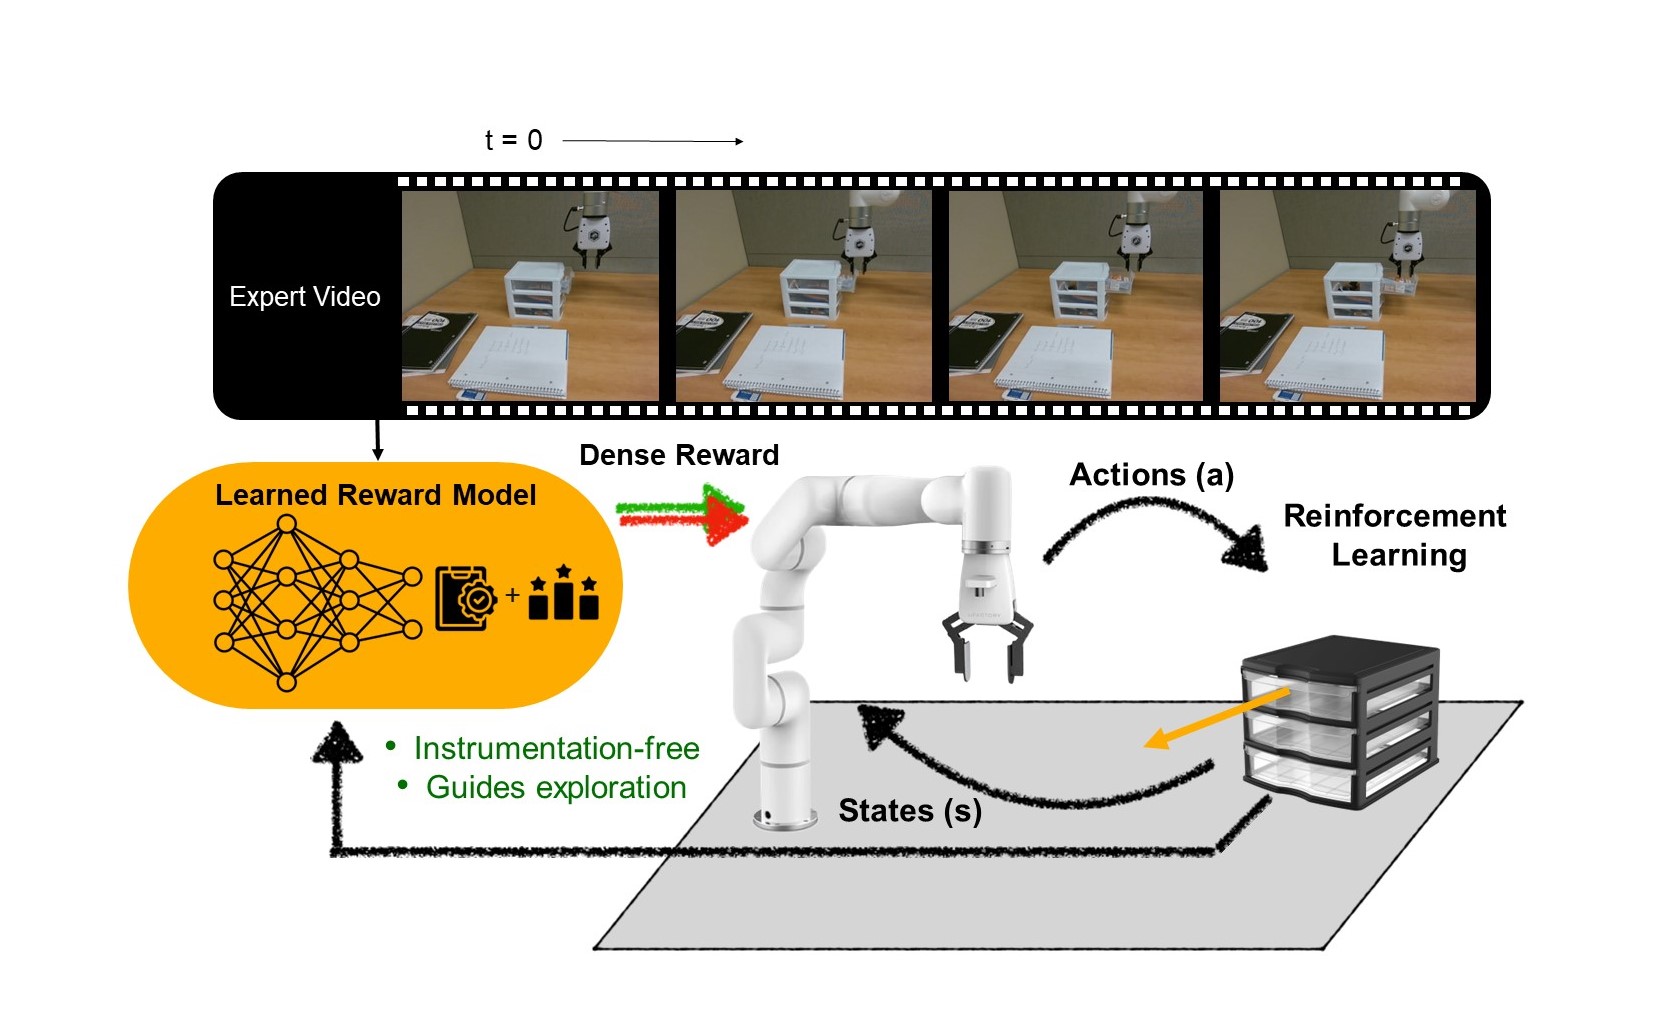 t = 0
Expert Video
Dense Reward
Learned Reward Model
+
Actions (a)
Reinforcement
Learning
• Instrumentation-free
• Guides exploration
States (s)